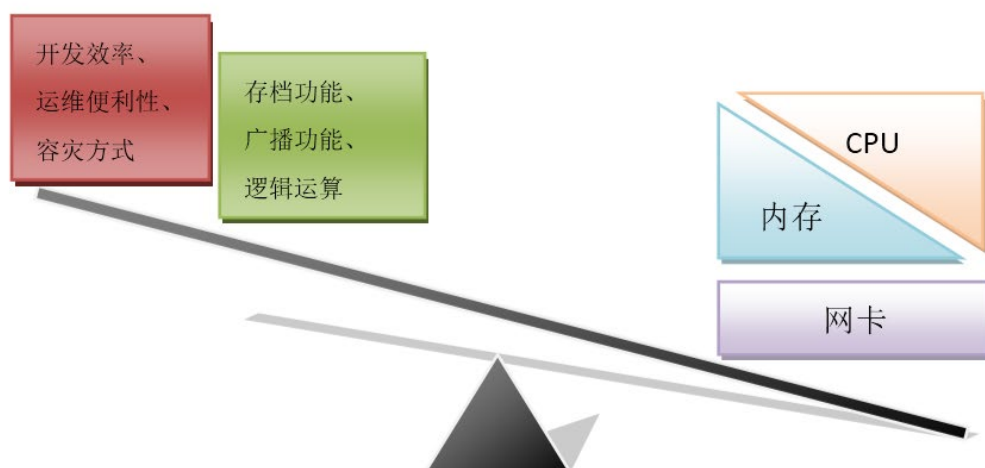 开发效率、
运维便利性、
容灾方式
存档功能、
广播功能、
逻辑运算
CPU
内存
网卡